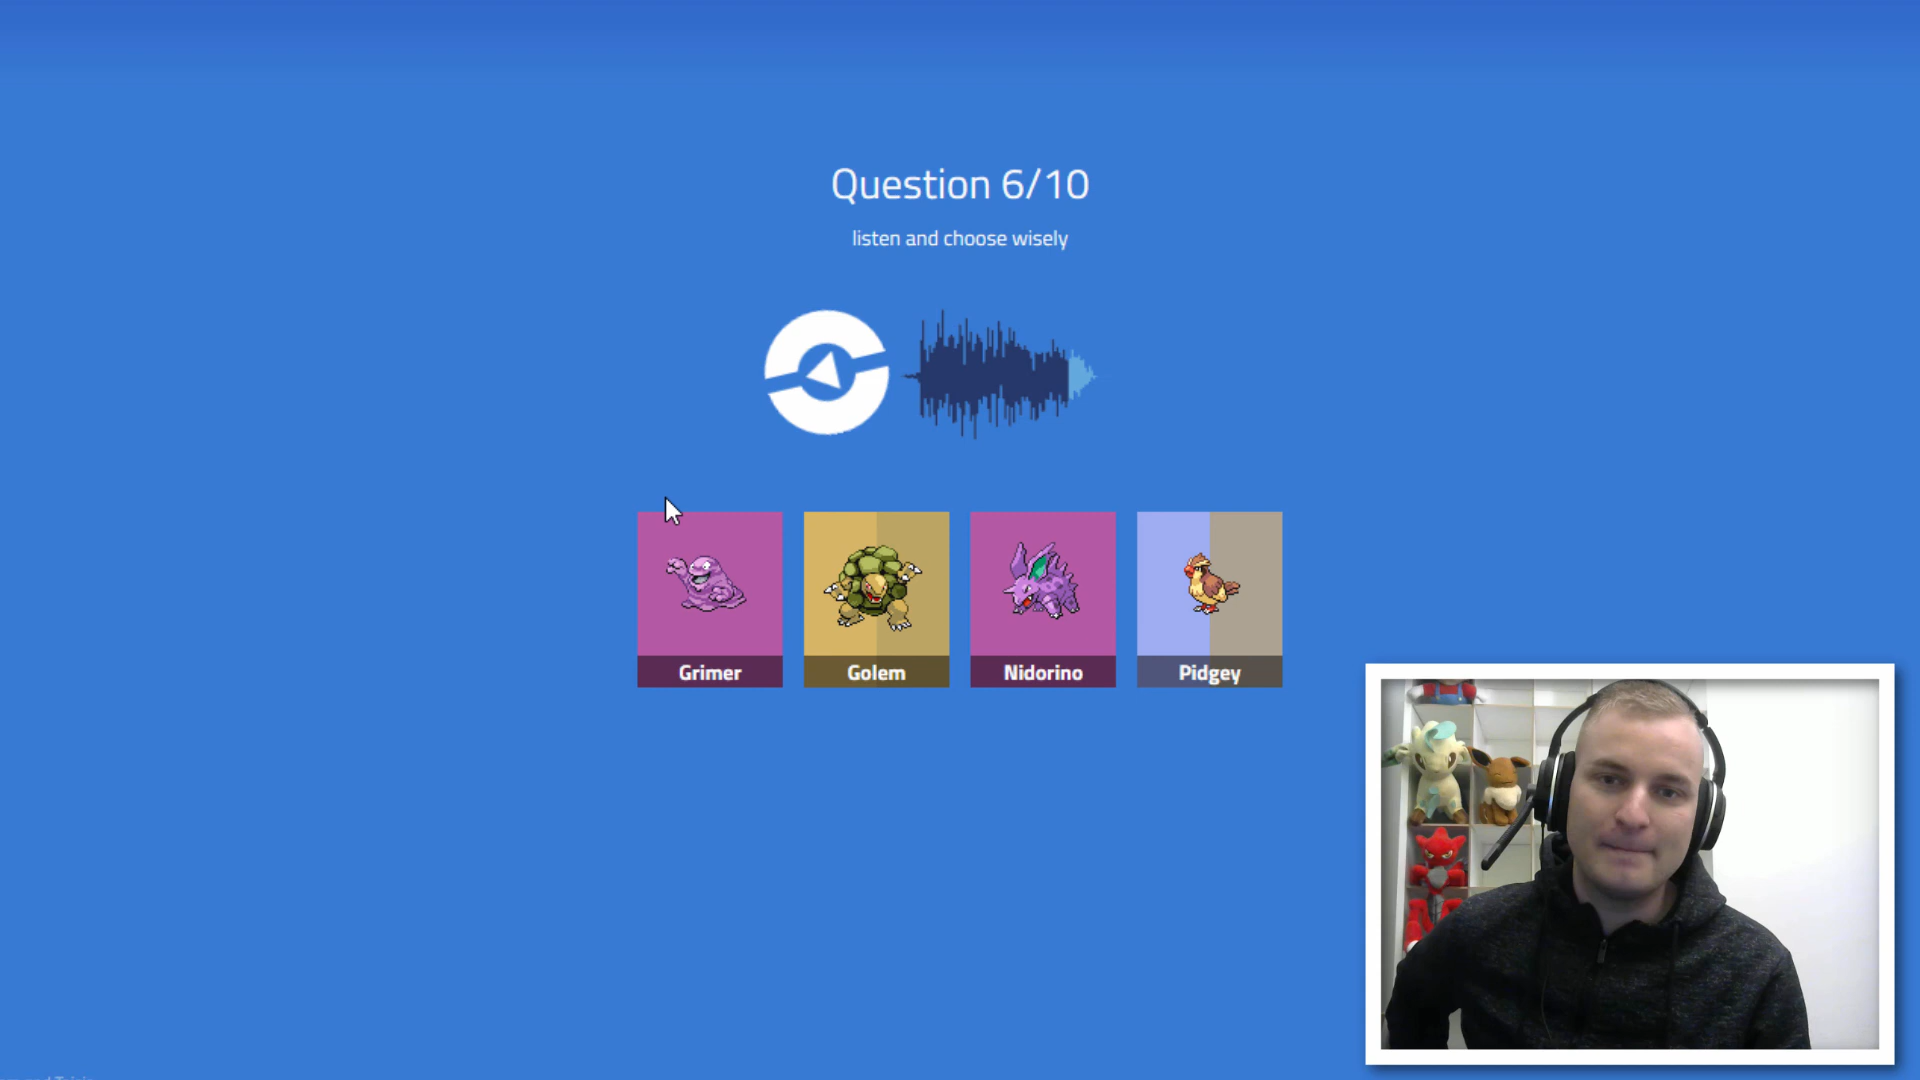 Question 6/10
listen and choose wisely
Grimer
Golem
Nidorino
Pidgey